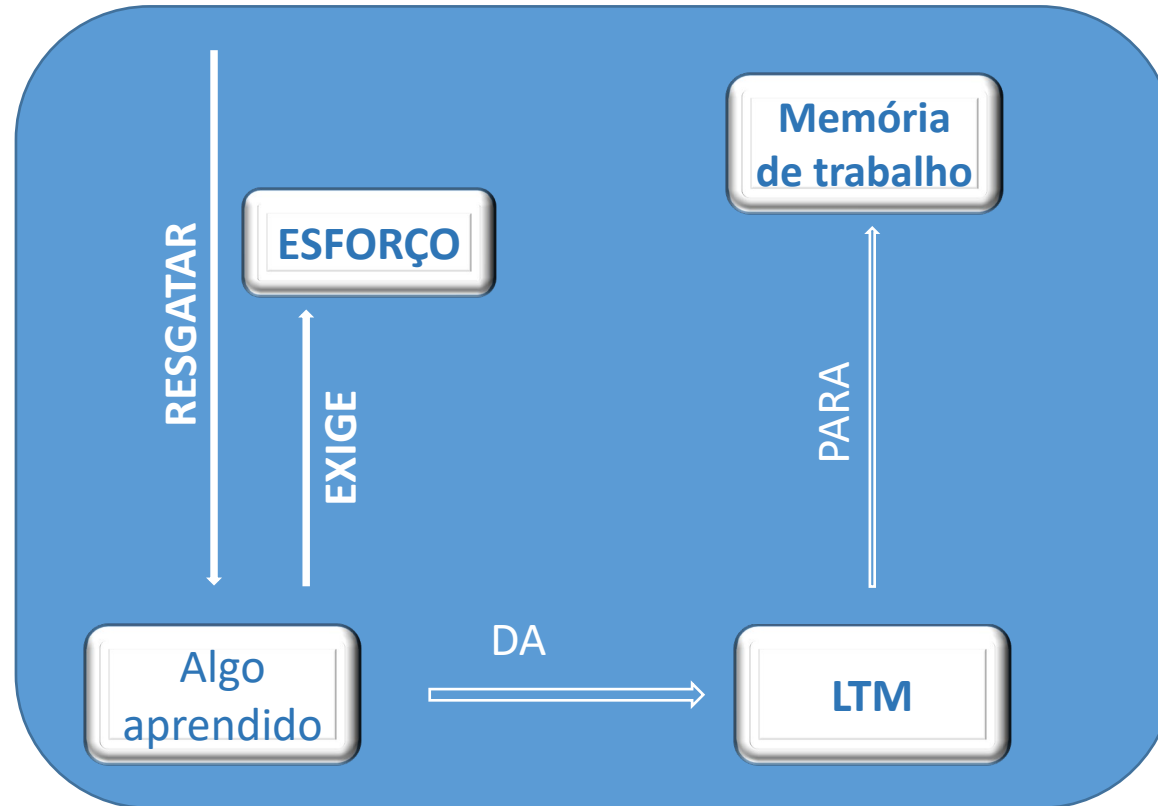 RESGATAR
Algo
aprendido
EXIGE
ESFORÇO
DA
LTM
PARA
Memória
de trabalho